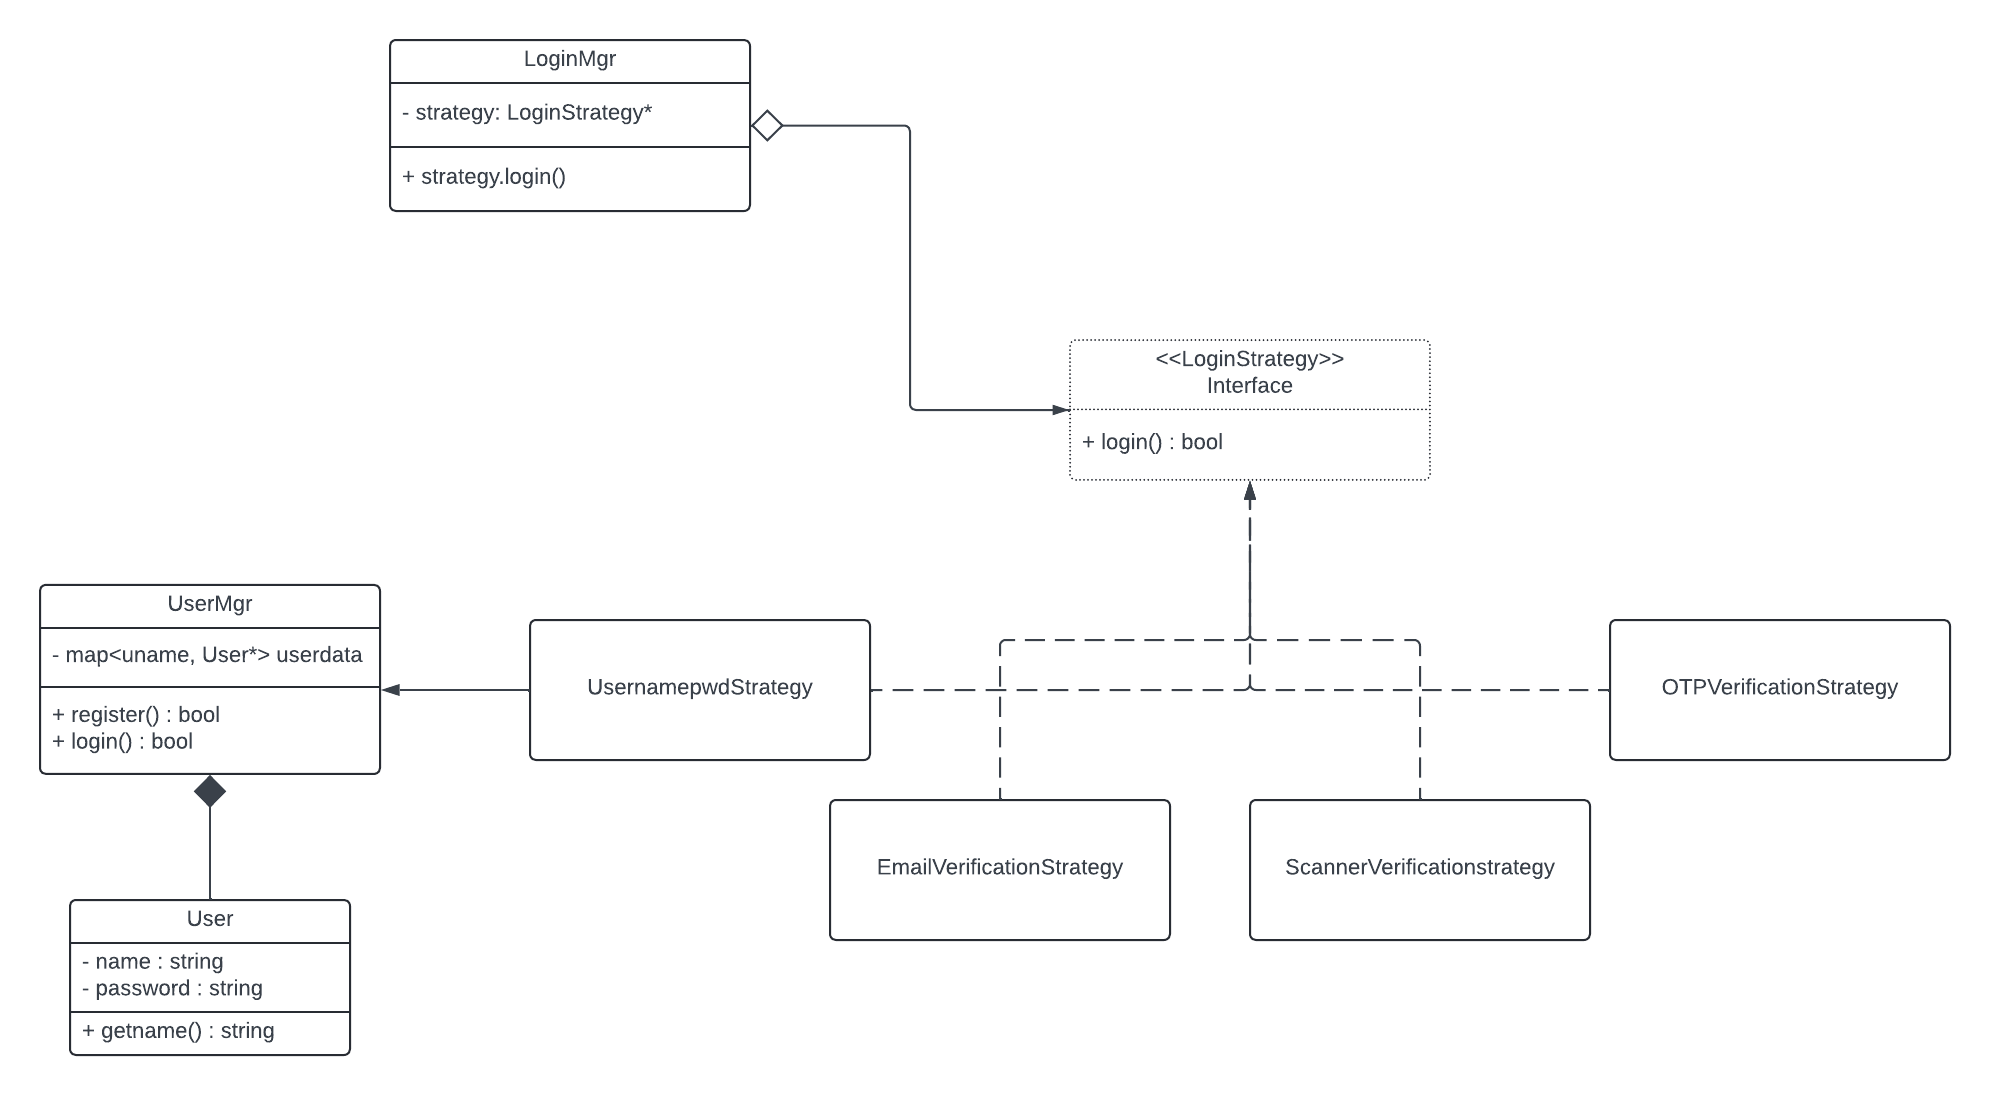 LoginMgr
- strategy: LoginStrategy*
+ strategy.login()
<<LoginStrategy>>
Interface
+ login() : bool
UserMgr
- map<uname, User*> userdata
+ register() : bool
+ login() : bool
UsernamepwdStrategy
OTPVerificationStrategy
EmailVerificationStrategy
ScannerVerificationstrategy
User
- name : string
- password : string
+ getname() : string